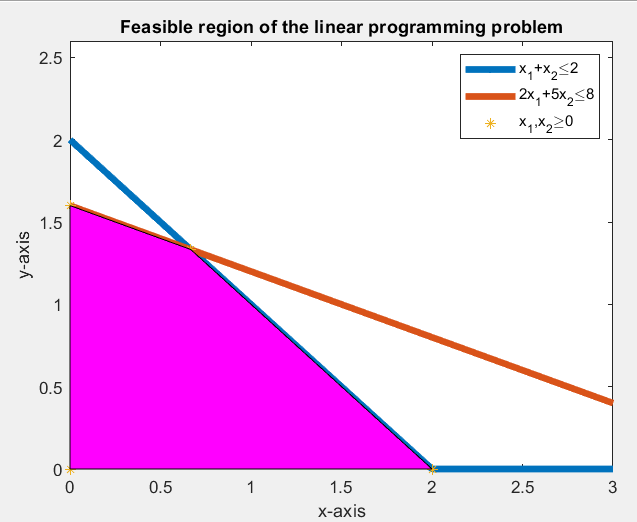 Feasible region of the linear programming problem
x₁+x₂≤2
2x₁+5x₂≤8
x₁,x₂≥0
2.5
2
1.5
1
0.5
0
y-axis
0 0.5 1 1.5 2 2.5 3
x-axis